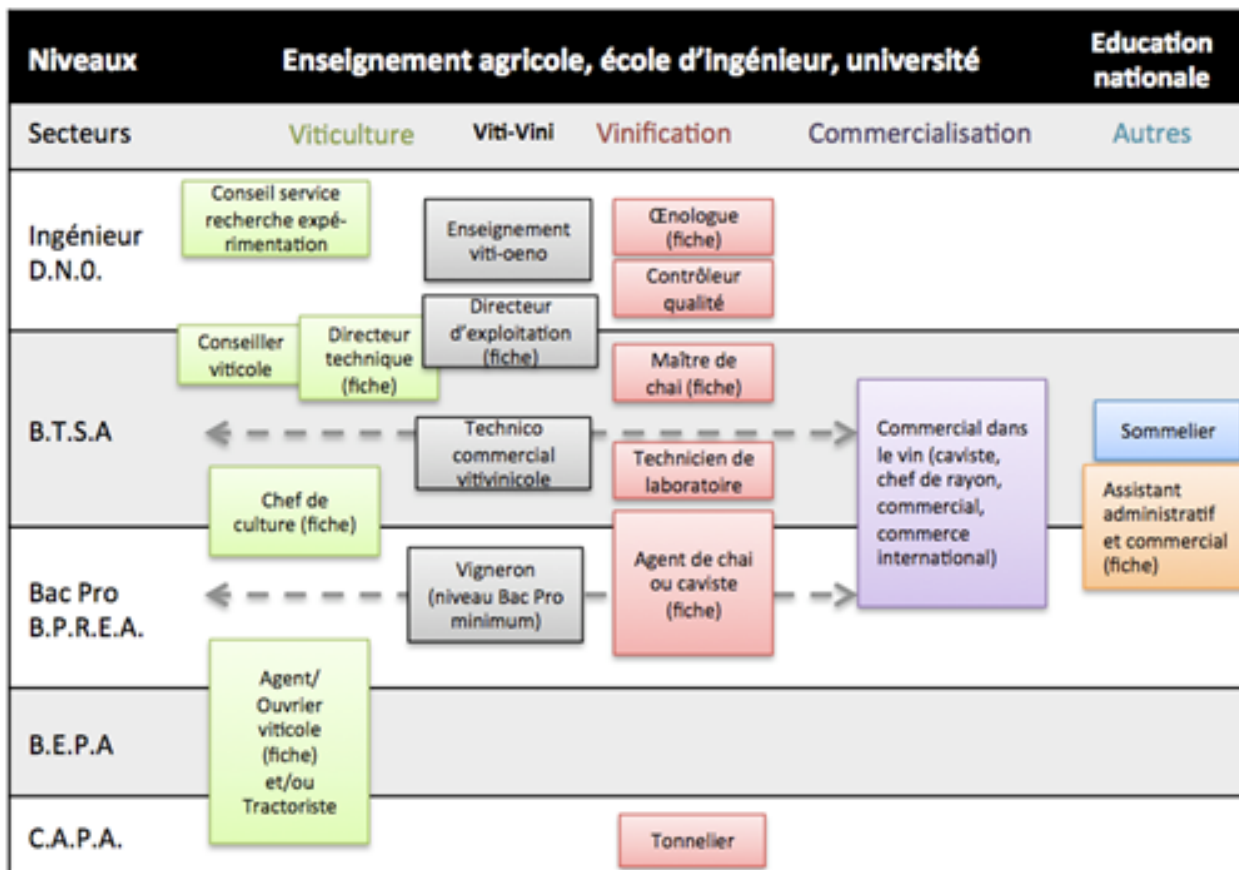 Niveaux
Enseignement agricole, école d'ingénieur, université
Education
nationale
Secteurs
Viticulture
Viti-Vini
Vinification
Commercialisation
Autres
Ingénieur
D.N.0.
Conseil service
recherche expé-
rimentation
Enseignement
viti-oeno
Œnologue
(fiche)
Contrôleur
qualité
Directeur
d'exploitation
(fiche)
Conseiller
viticole
Directeur
technique
(fiche)
Maître de
chai (fiche)
B.T.S.A
Technico
commercial
vitivinicole
Technicien de
laboratoire
Commercial dans
le vin (caviste,
chef de rayon,
commercial,
commerce
international)
Sommelier
Assistant
administratif
et commercial
(fiche)
Chef de
culture (fiche)
Bac Pro
B.P.R.E.A.
Vigneron
(niveau Bac Pro
minimum)
Agent de chai
ou caviste
(fiche)
Agent/
Ouvrier
viticole
(fiche)
et/ou
Tractoriste
B.E.P.A
C.A.P.A.
Tonnelier